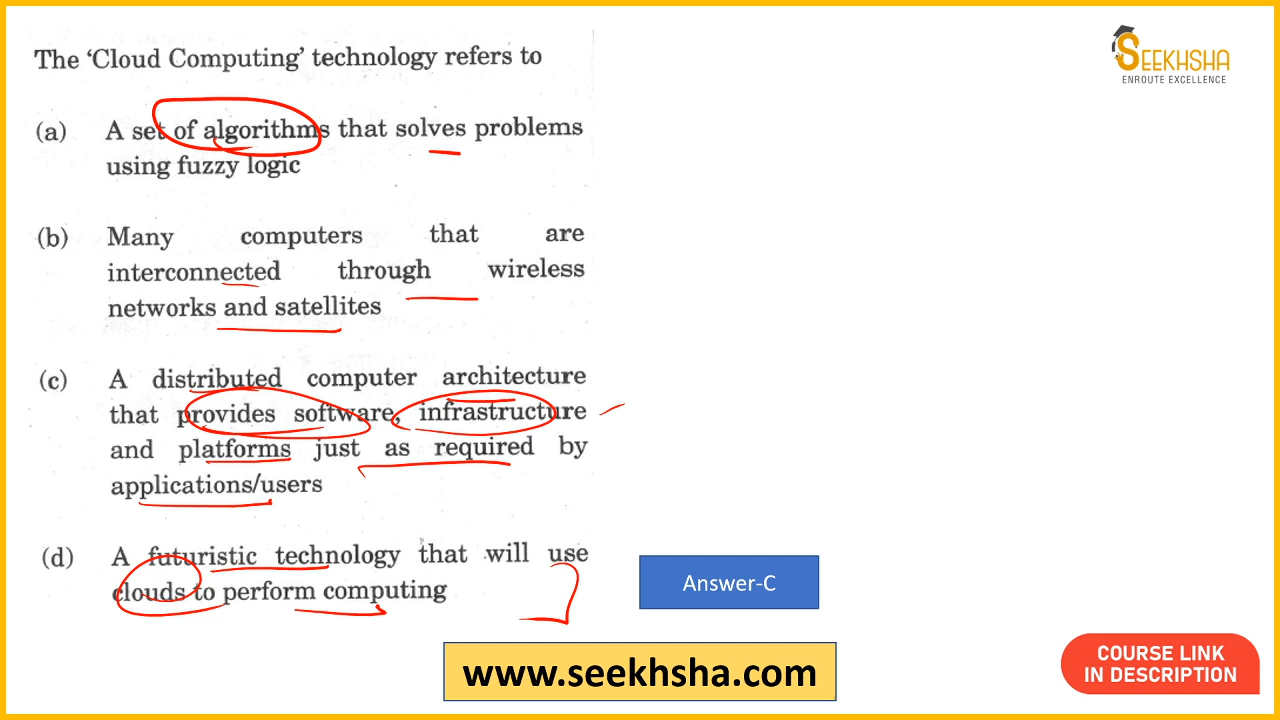 The ‘Cloud Computing’ technology refers to
SEEKHSHA
ENROUTE EXCELLENCE
(a) A set of algorithms that solves problems
using fuzzy logic
(b) Many computers that are
interconnected through wireless
networks and satellites
(c) A distributed computer architecture
that provides software, infrastructure
and platforms just as required by
applications/users
(d) A futuristic technology that will use
clouds to perform computing
Answer-C
www.seekhsha.com
COURSE LINK
IN DESCRIPTION